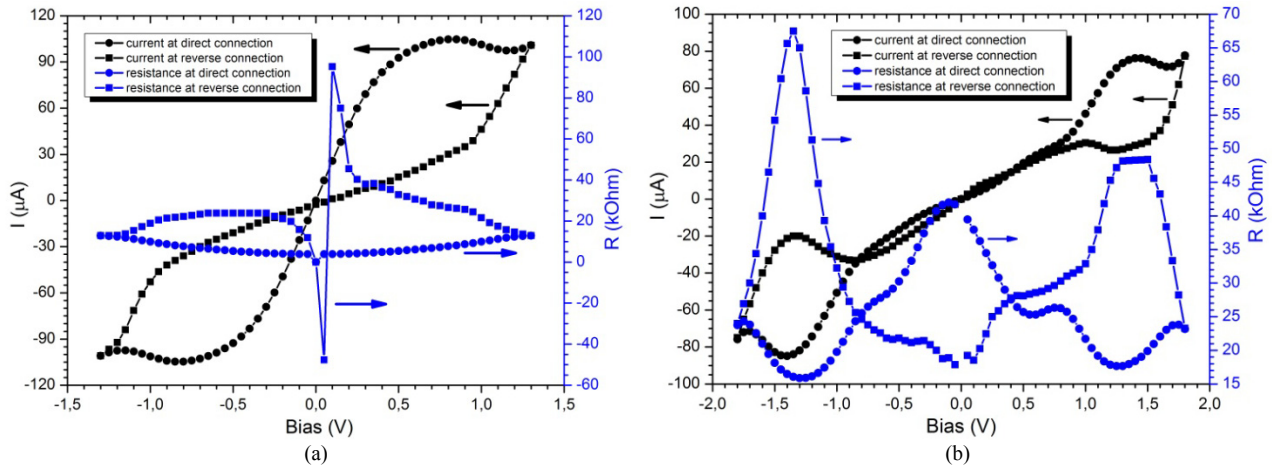 current at direct connection
current at reverse connection
resistance at direct connection
resistance at reverse connection
120
90
60
30
0
-30
-60
-90
-120
I (µA)
120
100
80
60
40
20
0
20
40
60
-60
R (kOhm)
-1,5 -1,0 -0,5 0,0 0,5 1,0 1,5
Bias (V)
(a)
current at direct connection
current at reverse connection
resistance at direct connection
resistance at reverse connection
100
80
60
40
20
0
-20
-40
-60
-80
-100
I (µA)
70
65
60
55
50
45
40
35
30
25
20
15
R (kOhm)
-2,0 -1,5 -1,0 -0,5 0,0 0,5 1,0 1,5 2,0
Bias (V)
(b)